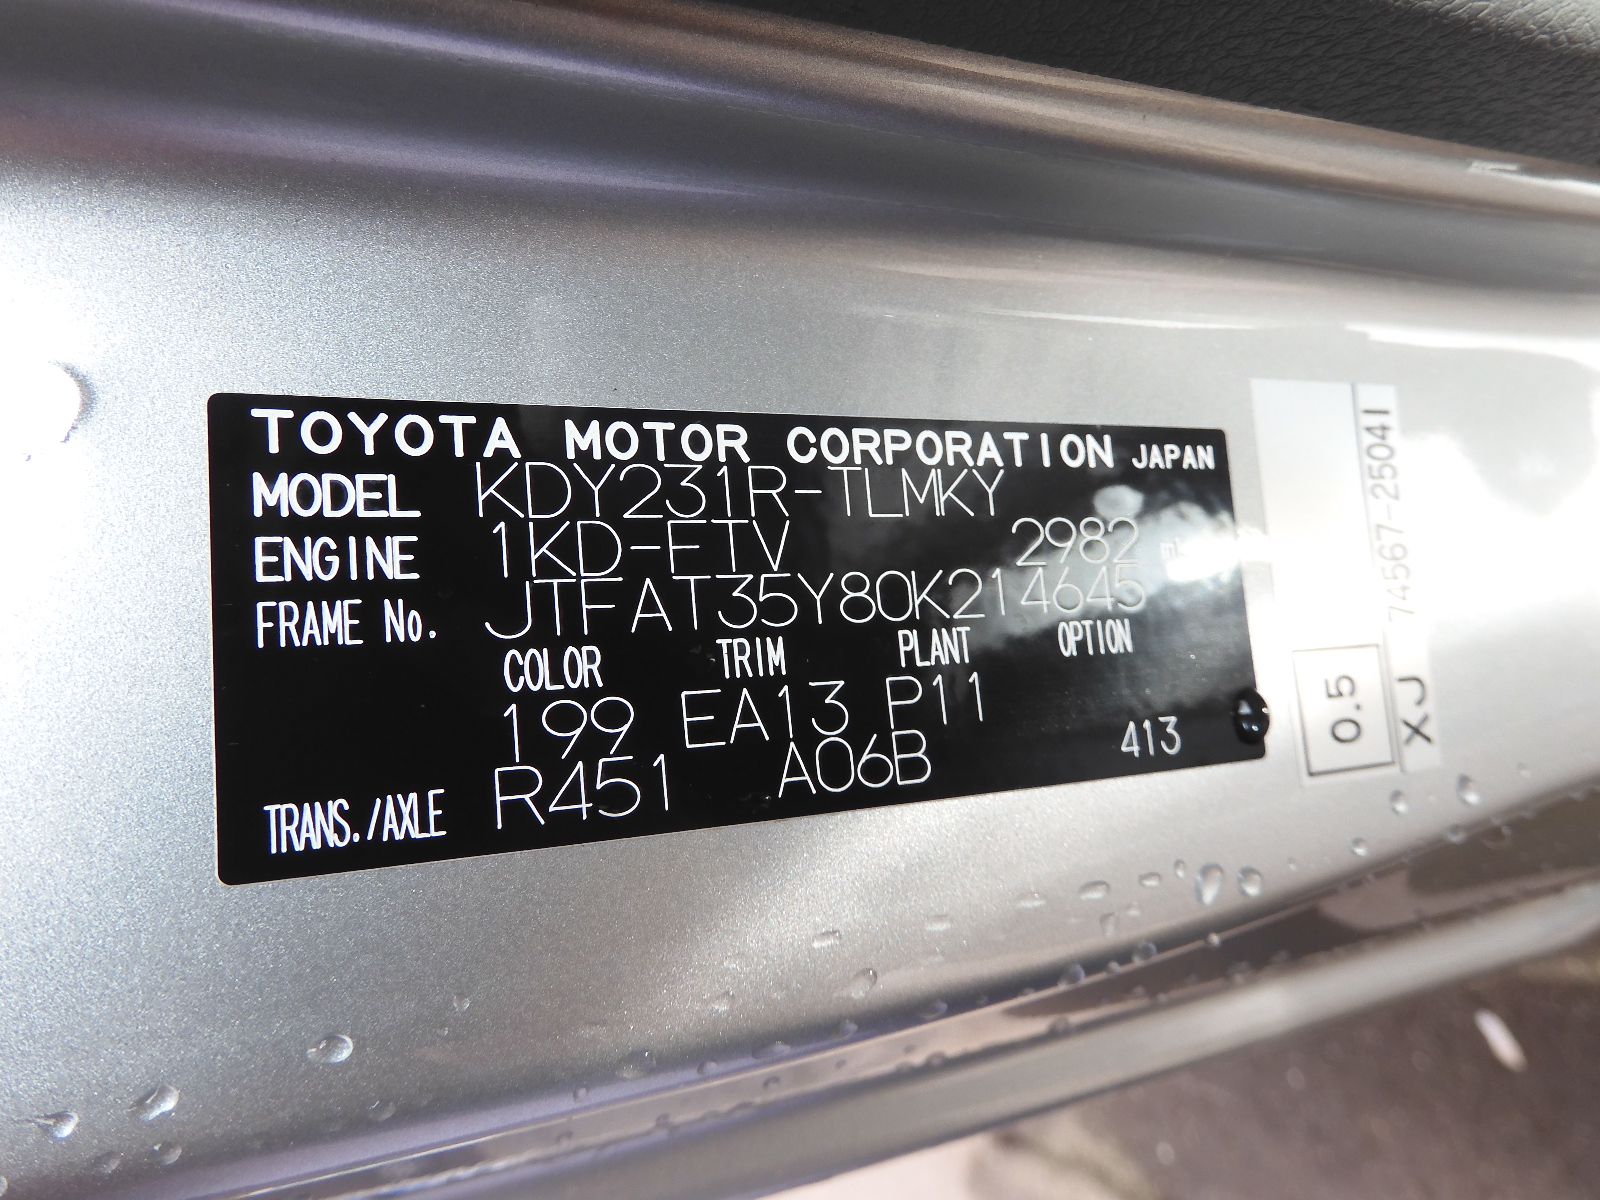 TOYOTA MOTOR CORPORATION JAPAN
MODEL KDY231R-TLMKY
ENGINE 1KD-FTV 2982
FRAME No. JTFAT35Y80K214645
COLOR TRIM PLANT OPTION
199 EA13 P11
TRANS./AXLE R451 A06B 413
74567-25041
0.5
XJ